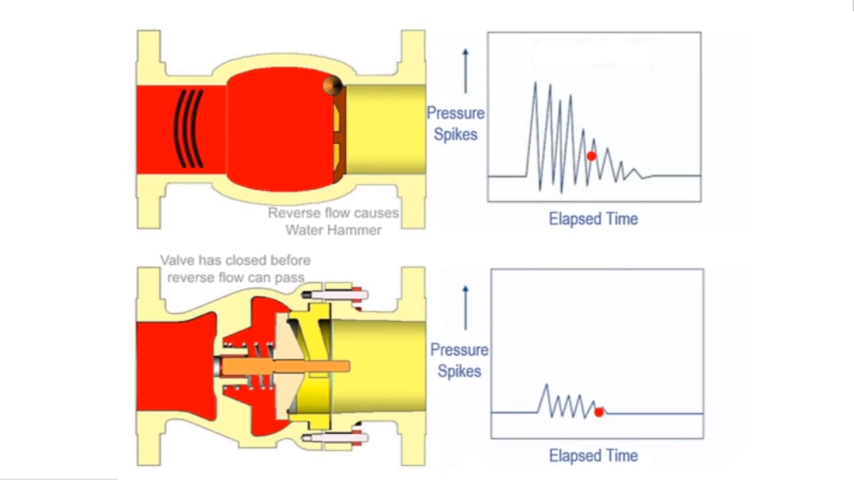 Pressure
Spikes
Elapsed Time
Reverse flow causes
Water Hammer
Valve has closed before
reverse flow can pass
Pressure
Spikes
Elapsed Time